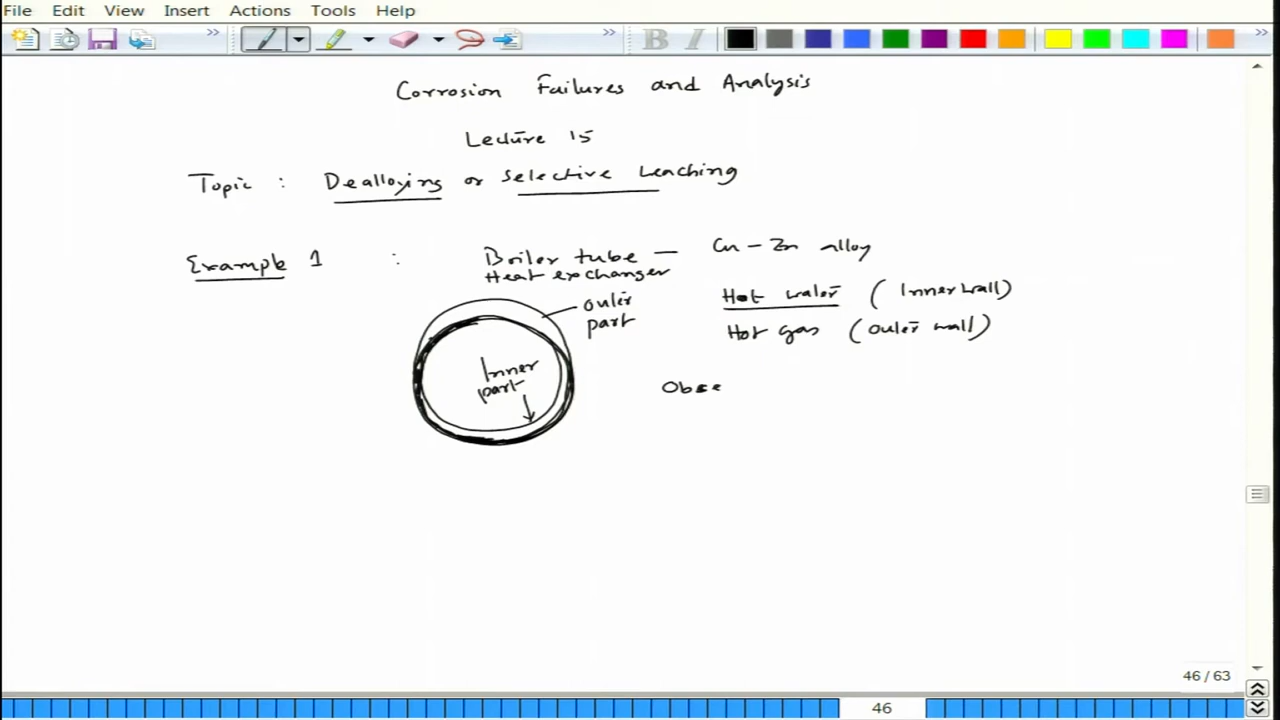 File Edit View Insert Actions Tools Help
Corrosion Failures and Analysis
Lecture 15
Topic : Dealloying or Selective Leaching
Example 1 : Boiler tube — Cu-Zn alloy
Heat exchanger
Hot water (Inner wall)
outer part
Hot gas (outer wall)
Inner part
Obse
46 / 63
46